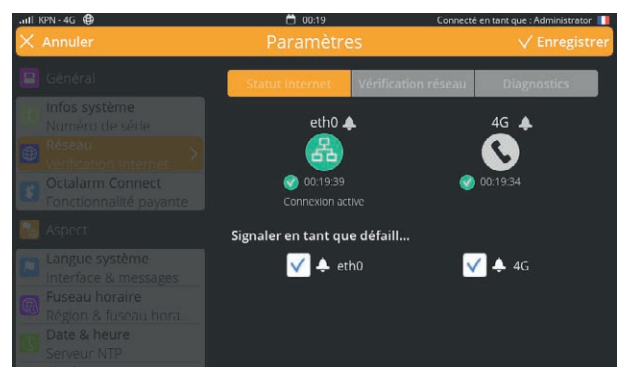 KPN - 4G 00:19 Connecté en tant que : Administrator
Annuler Paramètres Enregistrer
Général
Infos système
Numéro de série
Réseau
Vérification Internet
Octalarm Connect
Fonctionnalité payante
Aspect
Langue système
Interface & messages
Fuseau horaire
Région & fuseau hora...
Date & heure
Serveur NTP
Statut Internet Vérification réseau Diagnostics
eth0 4G
00:19:39 00:19:34
Connexion active
Signaler en tant que défaill...
eth0 4G